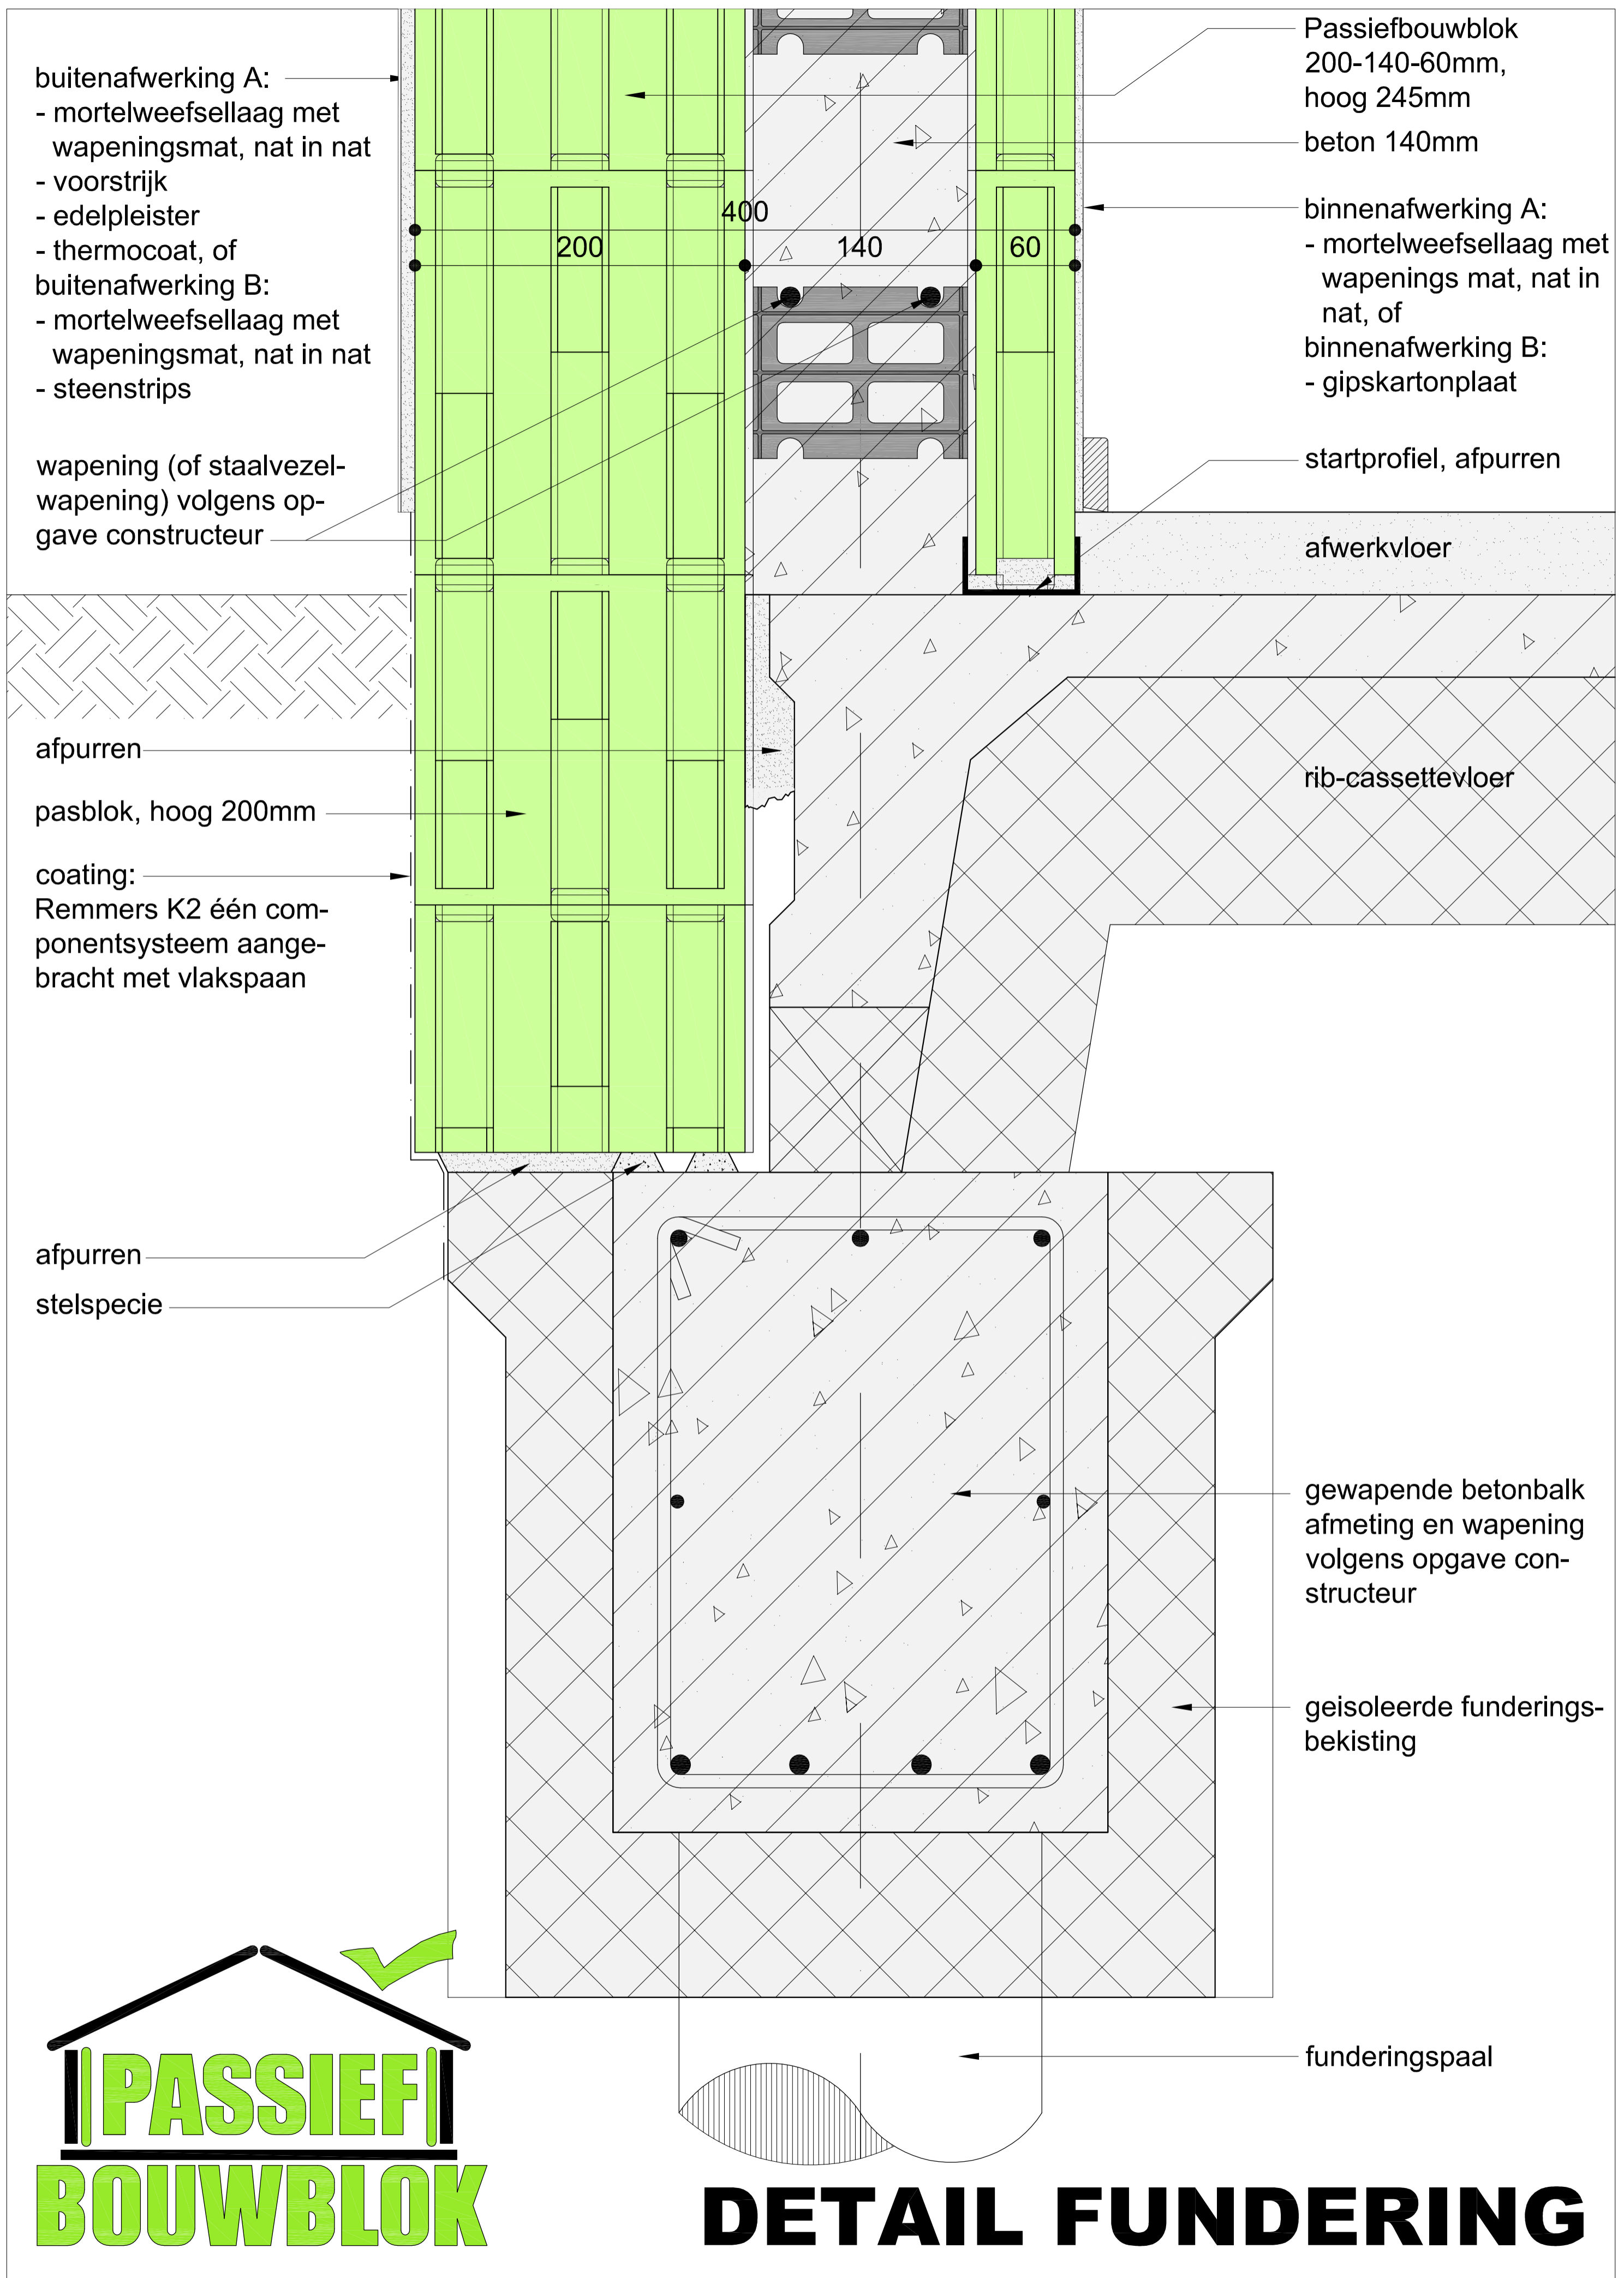 buitenafwerking A:
- mortelweefsellaag met
wapeningsmat, nat in nat
- voorstrijk
- edelpleister
- thermocoat, of
buitenafwerking B:
- mortelweefsellaag met
wapeningsmat, nat in nat
- steenstrips
wapening (of staalvezel-
wapening) volgens op-
gave constructeur
afpurren
pasblok, hoog 200mm
coating:
Remmers K2 één com-
ponentsysteem aange-
bracht met vlakspaan
afpurren
stelspecie
400
200
140
60
Passiefbouwblok
200-140-60mm,
hoog 245mm
beton 140mm
binnenafwerking A:
- mortelweefsellaag met
wapenings mat, nat in
nat, of
binnenafwerking B:
- gipskartonplaat
startprofiel, afpurren
afwerkvloer
rib-cassettevloer
gewapende betonbalk
afmeting en wapening
volgens opgave con-
structeur
geisoleerde funderings-
bekisting
funderingspaal
PASSIEF
BOUWBLOK
DETAIL FUNDERING